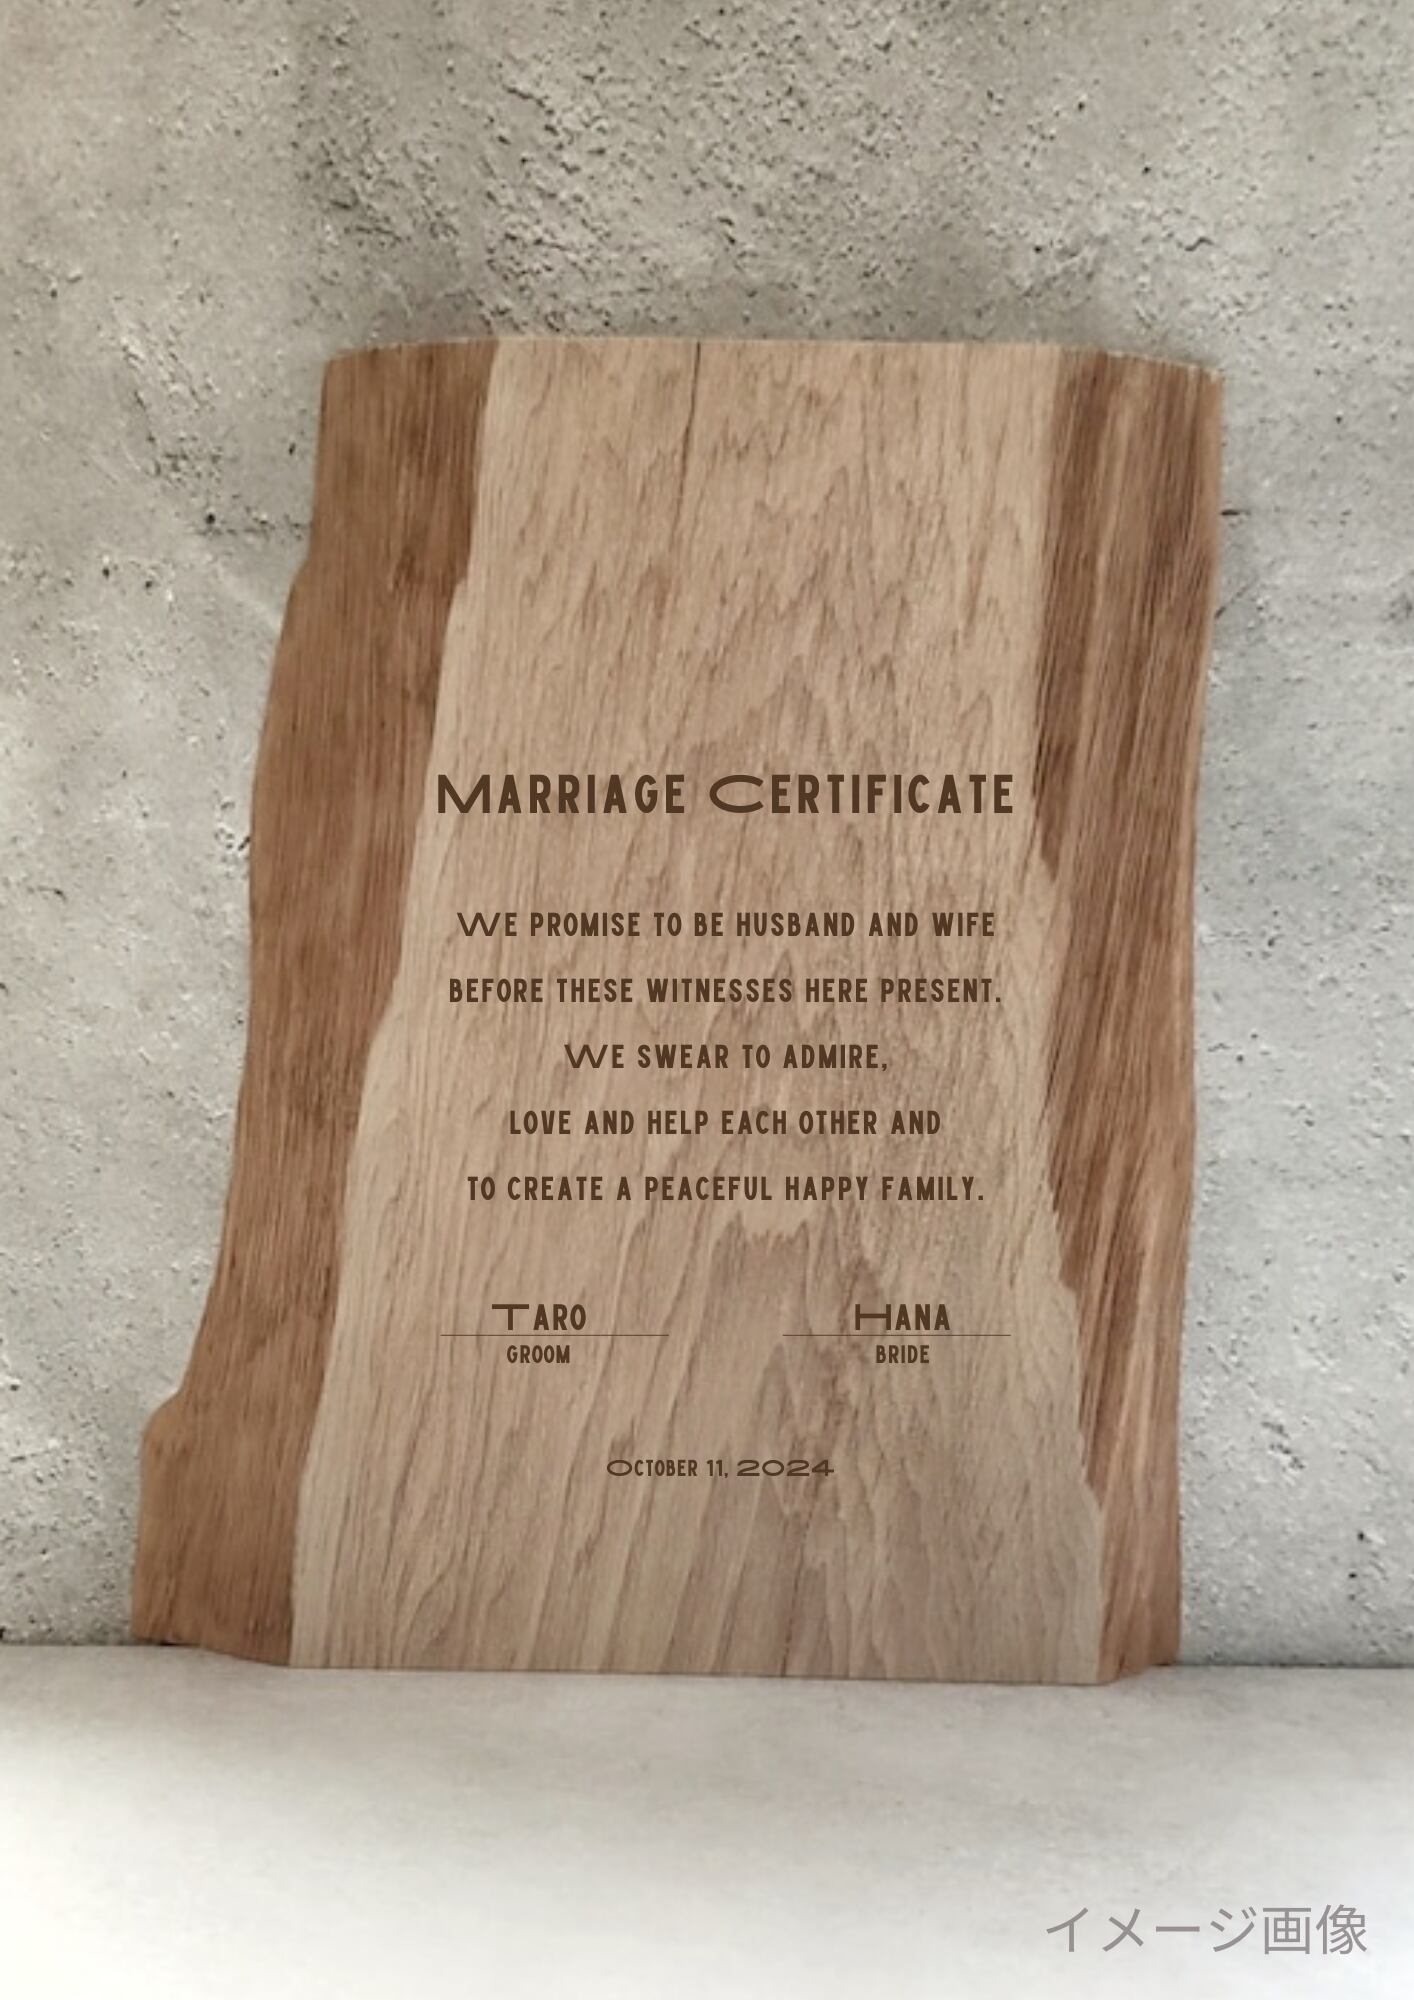 Marriage Certificate
We promise to be husband and wife
before these witnesses here present.
We swear to admire,
love and help each other and
to create a peaceful happy family.
Taro Hana
groom bride
October 11, 2024
イメージ画像